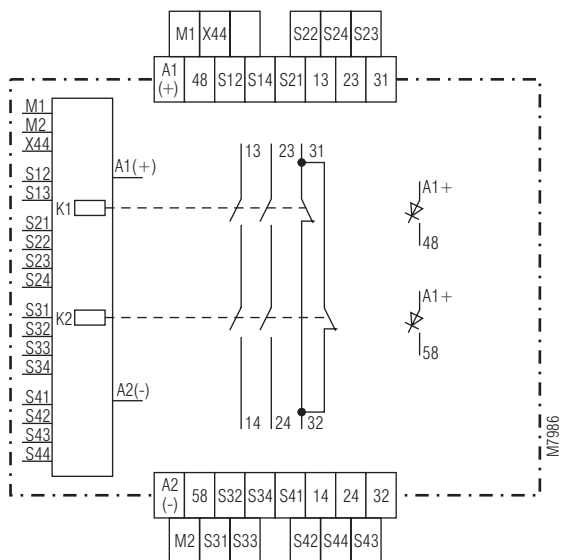 M1 X44 S22 S24 S23
A1 (+) 48 S12 S14 S21 13 23 31
M1
M2
X44
S12
S13
K1
S21
S22
S23
S24
S31
K2
S32
S33
S34
S41
S42
S43
S44
A1(+)
A2(-)
13 23 31
14 24 32
A1+
48
A1+
58
M7986
A2 (-) 58 S32 S34 S41 14 24 32
M2 S31 S33 S42 S44 S43